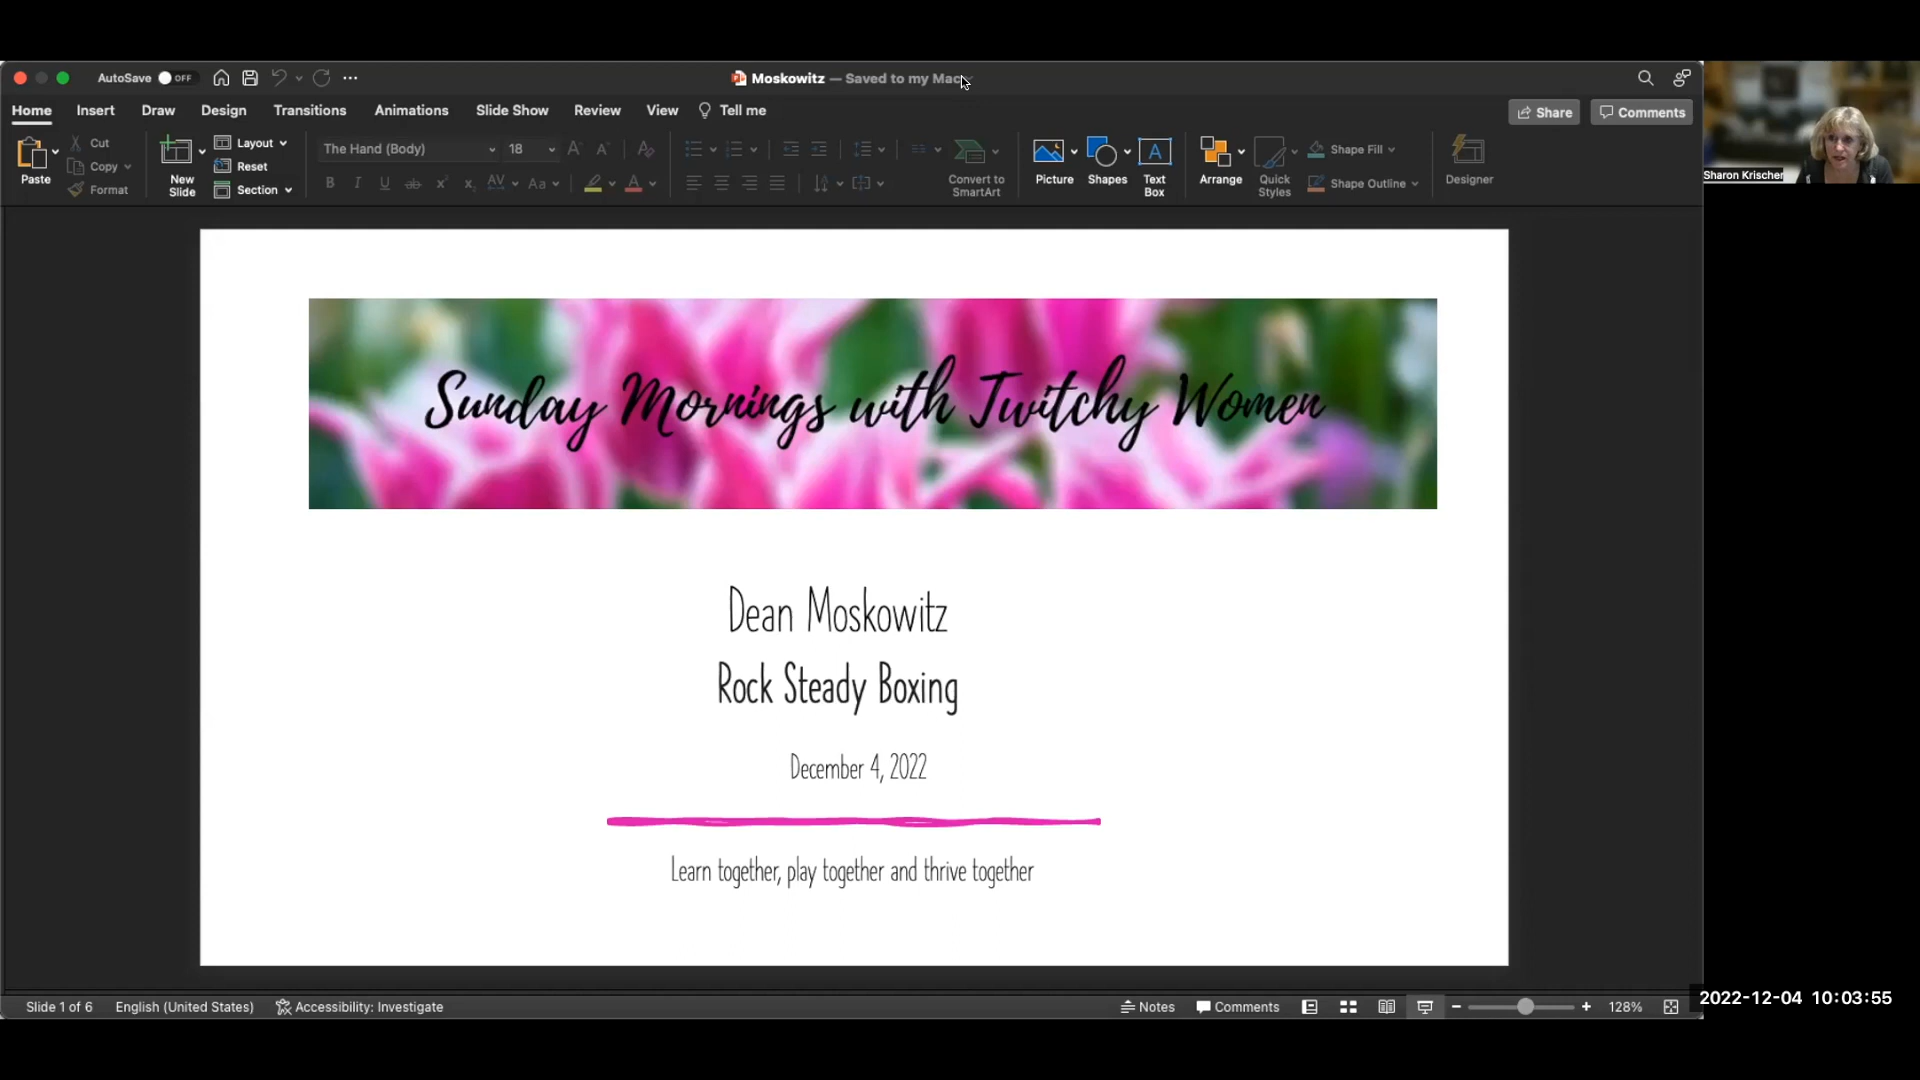 AutoSave OFF
Moskowitz — Saved to my Mac
Home Insert Draw Design Transitions Animations Slide Show Review View Tell me
Share Comments
Paste
Cut
Copy
Format
New
Slide
Layout
Reset
Section
The Hand (Body) 18
Convert to
SmartArt
Picture
Shapes
Text
Box
Arrange
Quick
Styles
Shape Fill
Shape Outline
Designer
Sharon Krischer
Sunday Mornings with Twitchy Women
Dean Moskowitz
Rock Steady Boxing
December 4, 2022
Learn together, play together and thrive together
Slide 1 of 6 English (United States) Accessibility: Investigate
Notes Comments 128%
2022-12-04 10:03:55